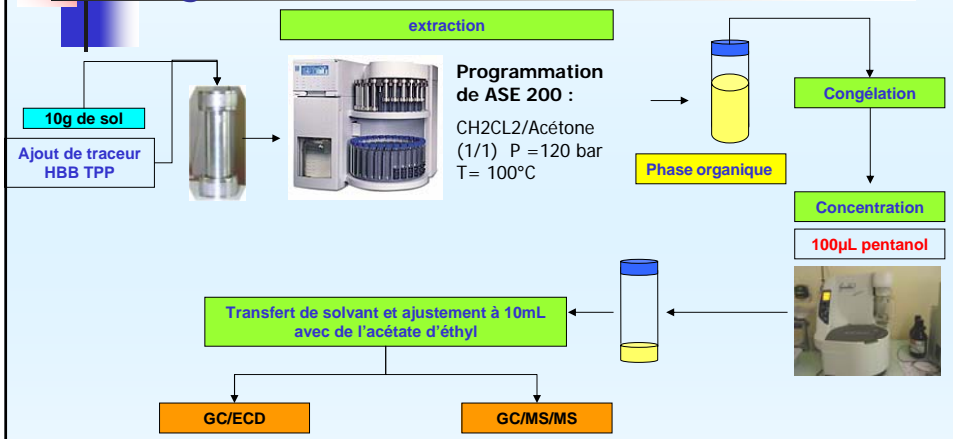 extraction
10g de sol
Ajout de traceur
HBB TPP
Programmation
de ASE 200 :
CH2CL2/Acétone
(1/1) P =120 bar
T= 100°C
Phase organique
Congélation
Concentration
100µL pentanol
Transfert de solvant et ajustement à 10mL
avec de l'acétate d'éthyl
GC/ECD
GC/MS/MS